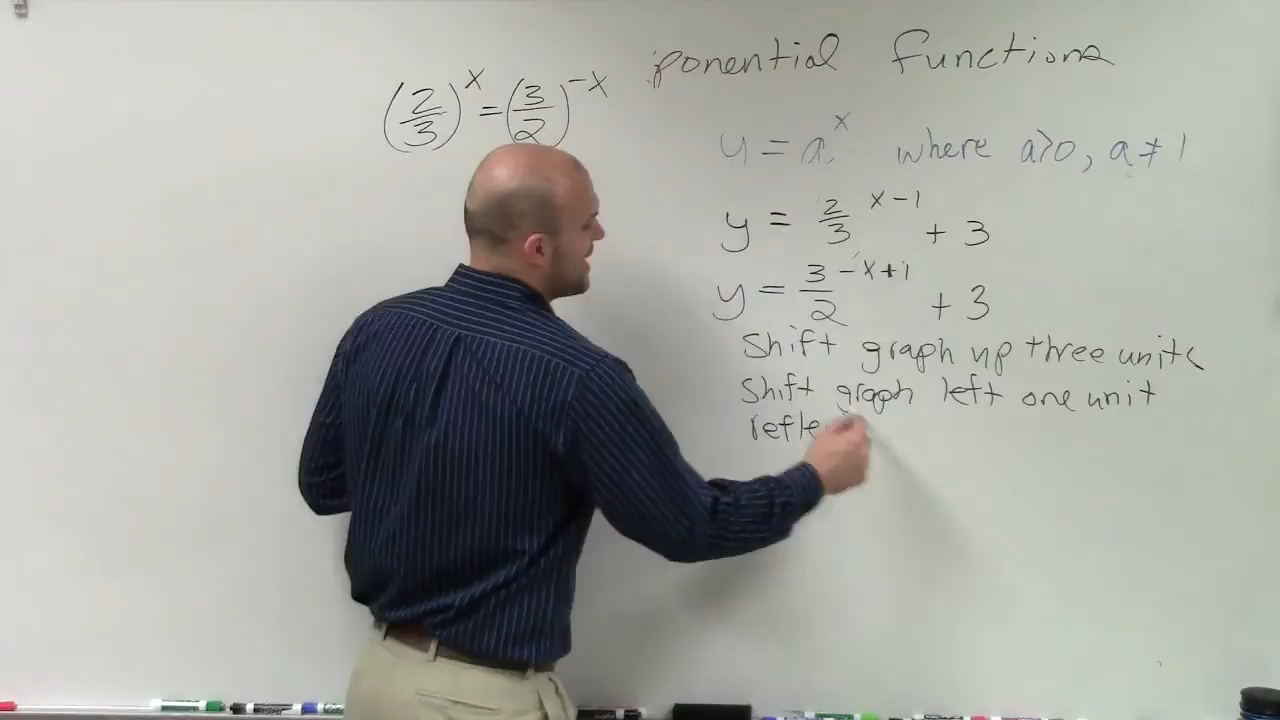 ponential functions
(2/3)^x = (3/2)^-x
y = a^x where a>0, a ≠ 1
y = 2/3^x-1 + 3
y = 3/2^-x+1 + 3
Shift graph up three units
Shift graph left one unit
refle